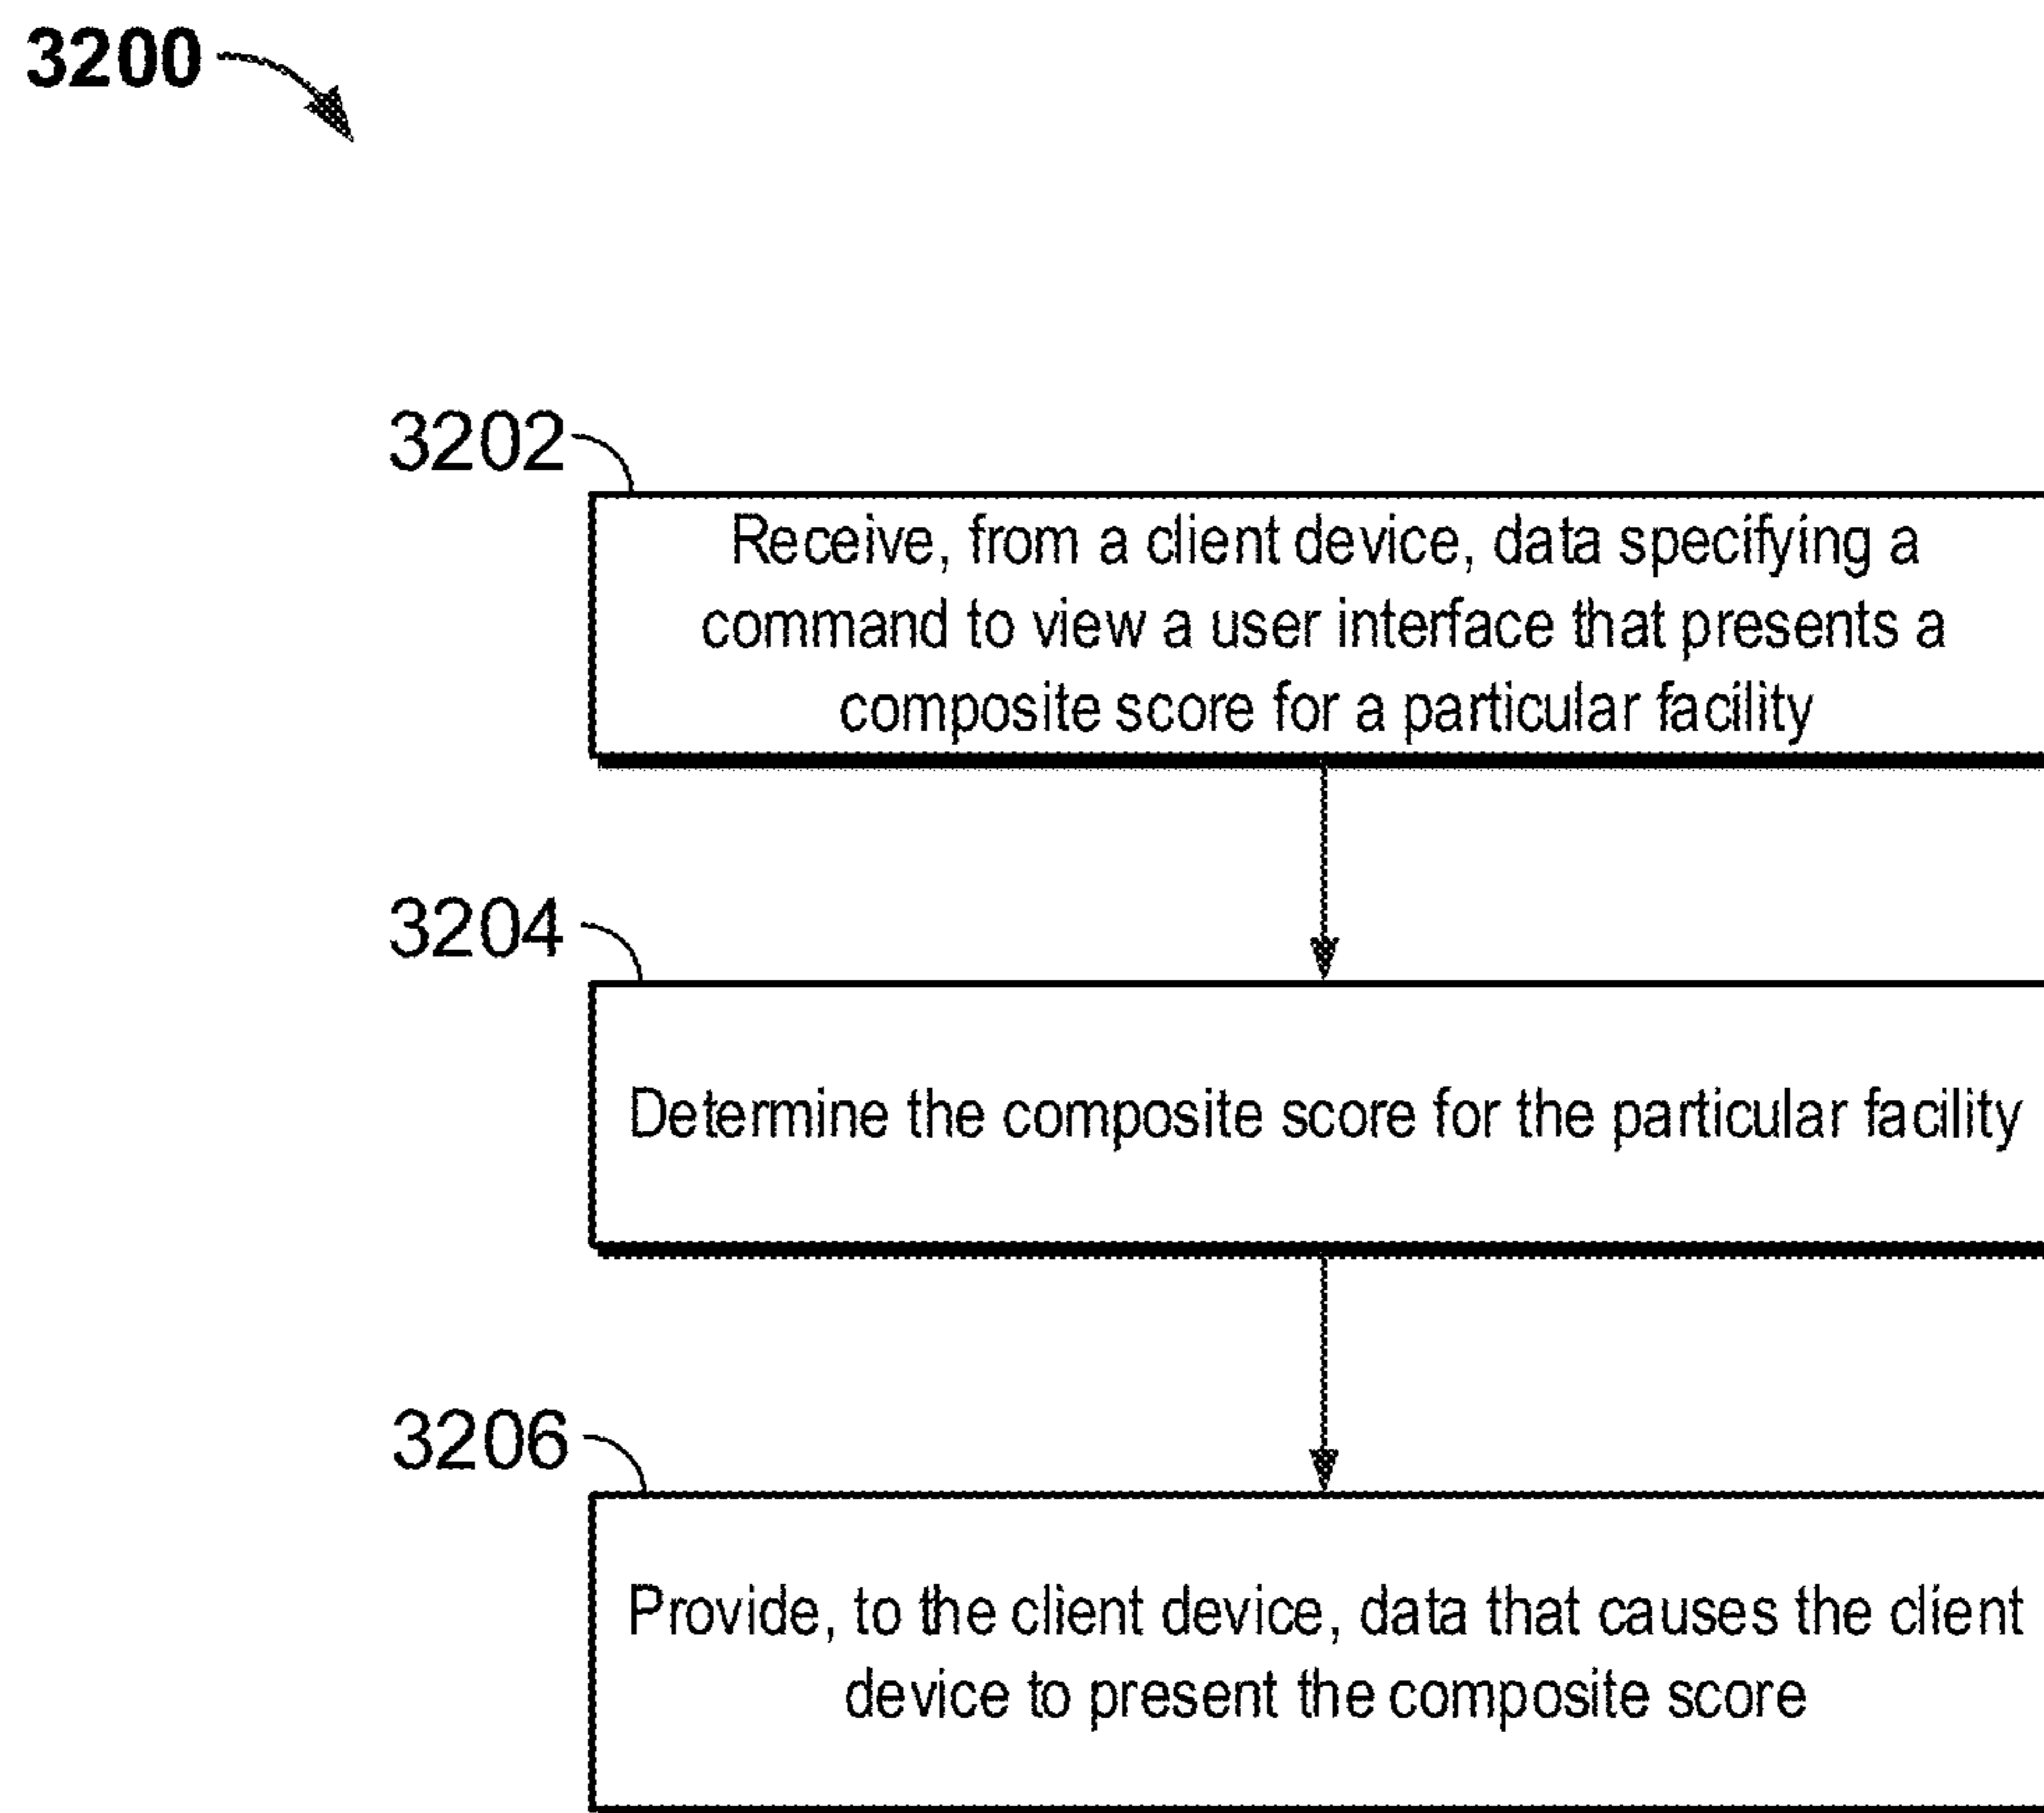 3200
3202
Receive, from a client device, data specifying a
command to view a user interface that presents a
composite score for a particular facility
3204
Determine the composite score for the particular facility
3206
Provide, to the client device, data that causes the client
device to present the composite score